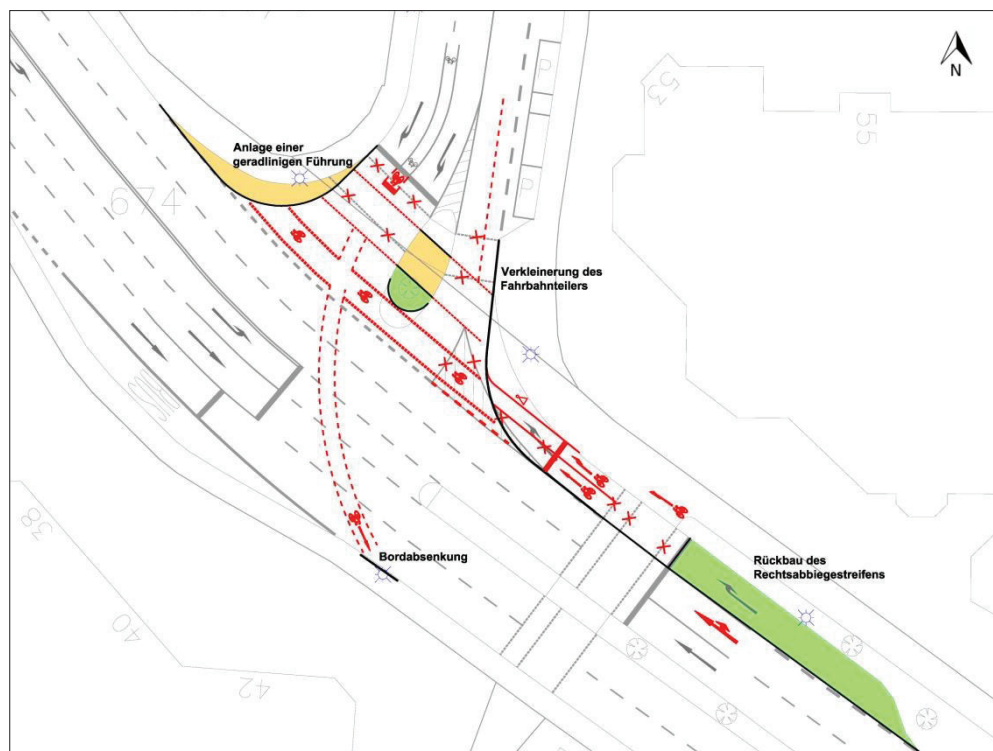 N
53
55
P
P
Anlage einer
geradlinigen Führung
674
Verkleinerung des
Fahrbahnteilers
38
Bordabsenkung
Rückbau des
Rechtsabbiegestreifens
40
42